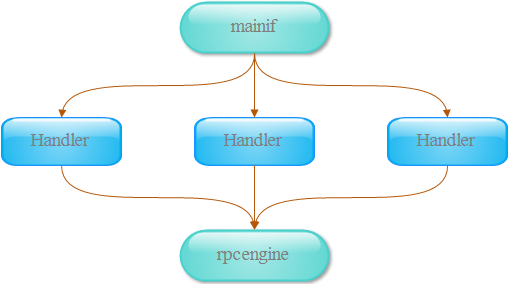 mainif
Handler
Handler
Handler
rpcengine